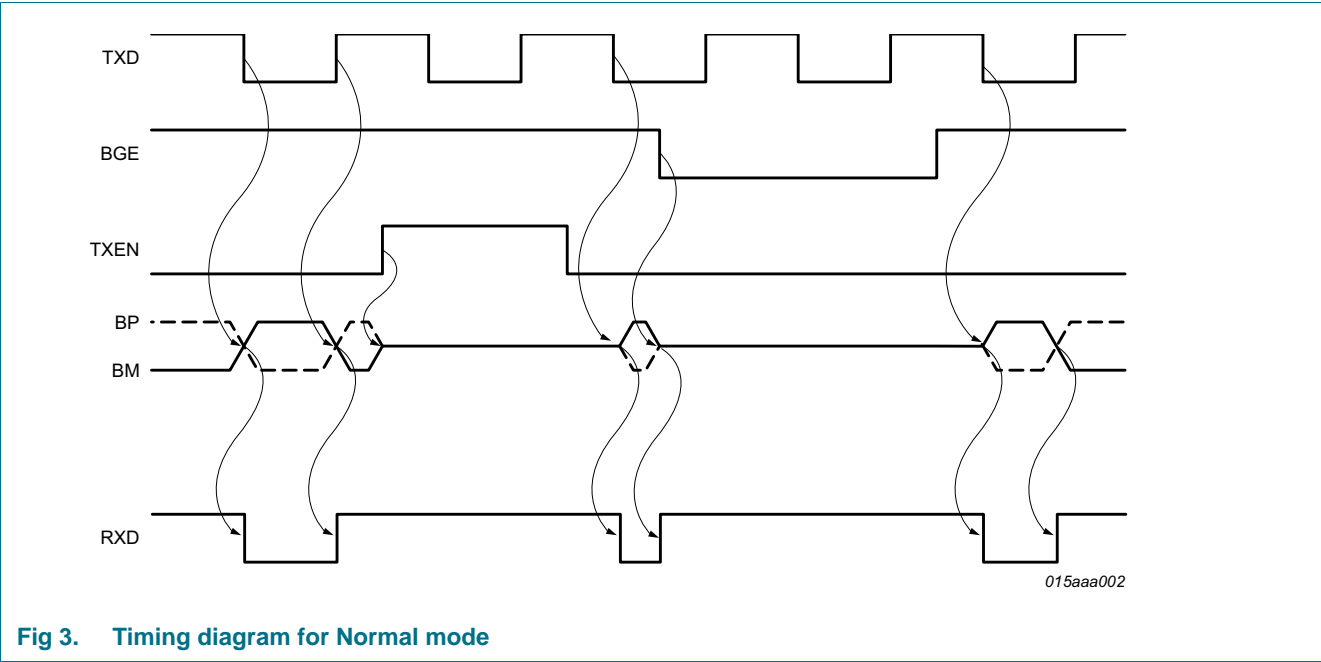 TXD
BGE
TXEN
BP
BM
RXD
015aaa002
Fig 3. Timing diagram for Normal mode